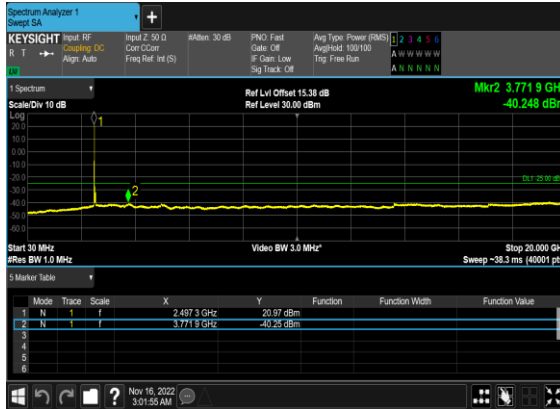 Spectrum Analyzer 1
Swept SA
+
KEYSIGHT
R T
LU
Input: RF
Coupling: DC
Align: Auto
Input Z: 50 Ω
Corr CCorr
Freq Ref: Int (S)
#Atten: 30 dB
PNO: Fast
Gate: Off
IF Gain: Low
Sig Track: Off
Avg Type: Power (RMS)
Avg|Hold: 100/100
Trig: Free Run
1 2 3 4 5 6
A W W W W W
A N N N N N
1 Spectrum
Scale/Div 10 dB
Ref Lvl Offset 15.38 dB
Ref Level 30.00 dBm
Mkr2 3.771 9 GH
-40.248 dBr
Log
20.0
10.0
0.00
-10.0
-20.0
-30.0
-40.0
-50.0
-60.0
1
2
DL1 -25.00 dB
Start 30 MHz
#Res BW 1.0 MHz
Video BW 3.0 MHz*
Stop 20.000 GH
Sweep ~38.3 ms (40001 pt
5 Marker Table
Mode Trace Scale X Y Function Function Width Function Value
1 N 1 f 2.497 3 GHz 20.97 dBm
2 N 1 f 3.771 9 GHz -40.25 dBm
3
4
5
6
?
Nov 16, 2022
3:01:55 AM